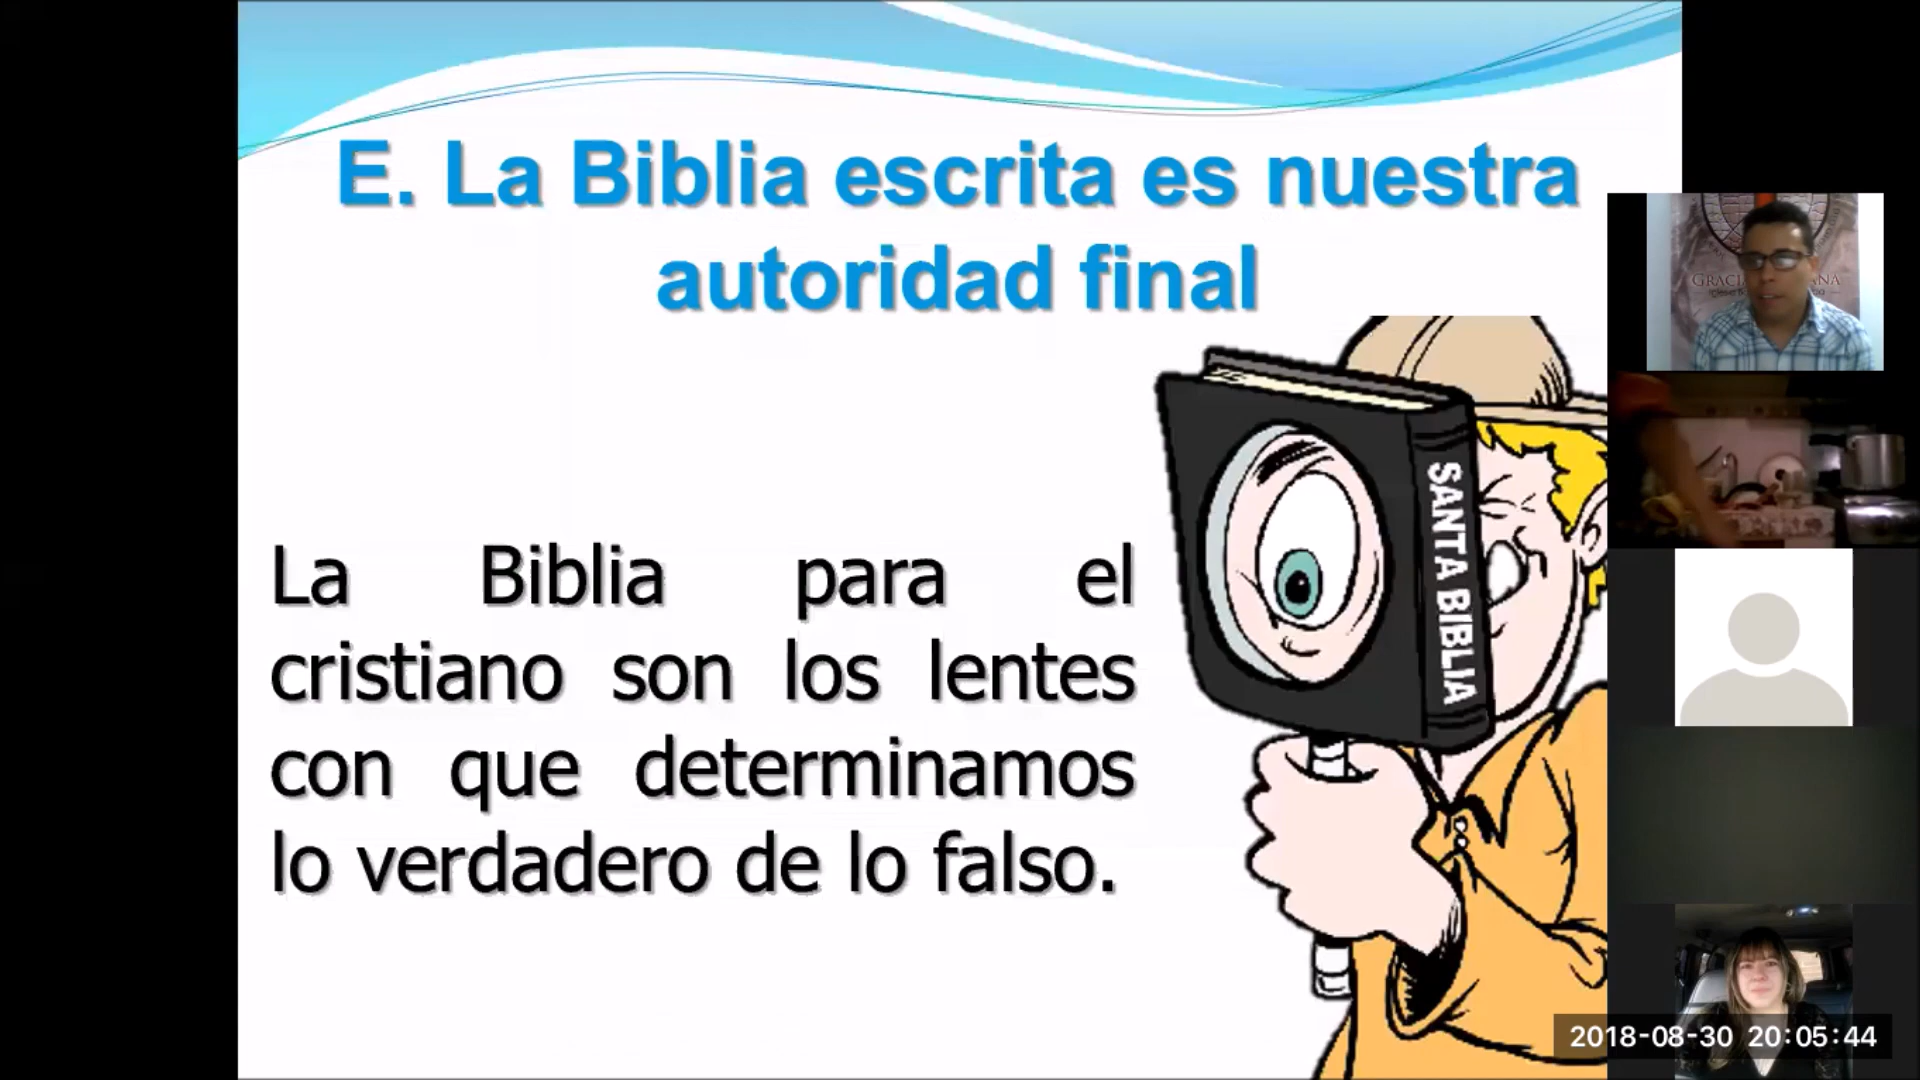 E. La Biblia escrita es nuestra
autoridad final
La Biblia para el
cristiano son los lentes
con que determinamos
lo verdadero de lo falso.
SANTA BIBLIA
2018-08-30 20:05:44